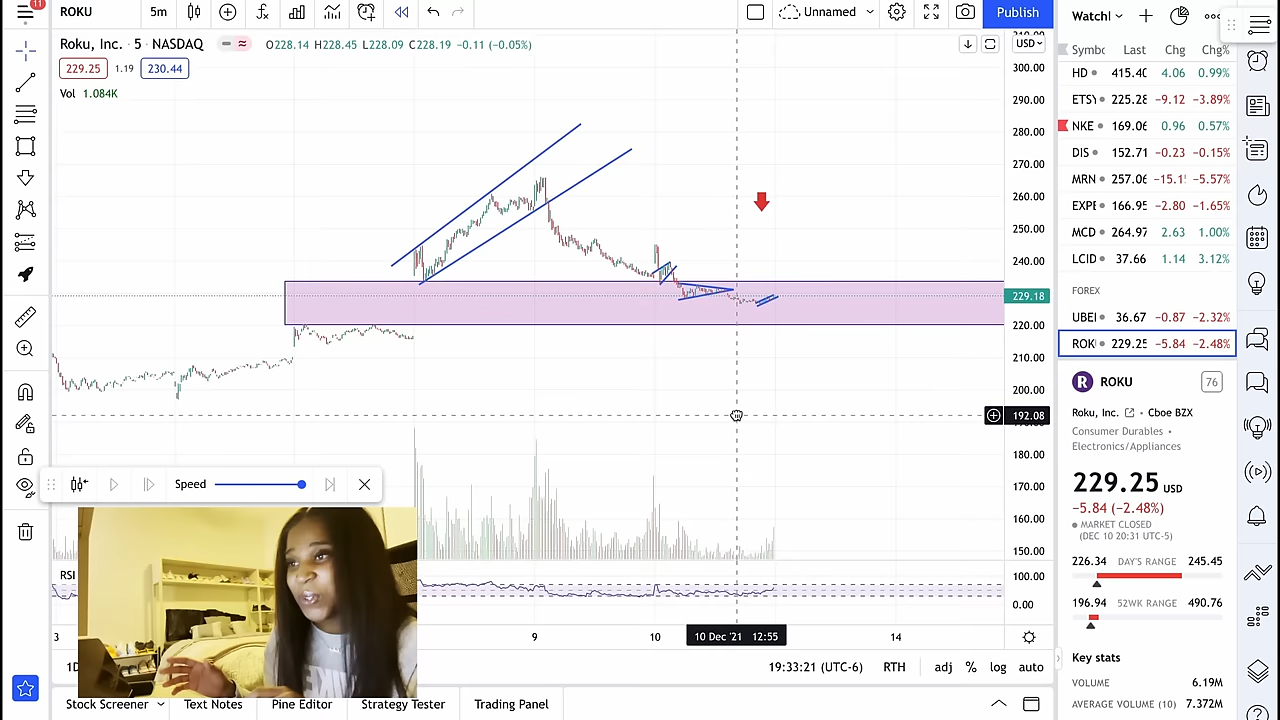 11
ROKU 5m Unnamed Publish
Roku, Inc. 5 NASDAQ O228.14 H228.45 L228.09 C228.19 −0.11 (−0.05%)
229.25 1.19 230.44
Vol 1.084K
USD
300.00
290.00
280.00
270.00
260.00
250.00
240.00
229.18
220.00
210.00
200.00
192.08
180.00
170.00
160.00
150.00
Speed
RSI
100.00
0.00
3 9 10 10 Dec '21 12:55 14
1D 19:33:21 (UTC-6) RTH adj % log auto
Stock Screener Text Notes Pine Editor Strategy Tester Trading Panel
Watchl
Symbc Last Chg Chg%
HD 415.40 4.06 0.99%
ETSY 225.28 −9.12 −3.89%
NKE 169.06 0.96 0.57%
DIS 152.71 −0.23 −0.15%
MRN 257.06 −15.1 −5.57%
EXPE 166.95 −2.80 −1.65%
MCD 264.97 2.63 1.00%
LCID 37.66 1.14 3.12%
FOREX
UBEI 36.67 −0.87 −2.32%
ROK 229.25 −5.84 −2.48%
R ROKU 76
Roku, Inc. • Cboe BZX
Consumer Durables •
Electronics/Appliances
229.25 USD
−5.84 (−2.48%)
MARKET CLOSED
(DEC 10 20:31 UTC-5)
226.34 DAY'S RANGE 245.45
196.94 52WK RANGE 490.76
Key stats
VOLUME 6.19M
AVERAGE VOLUME (10) 7.372M